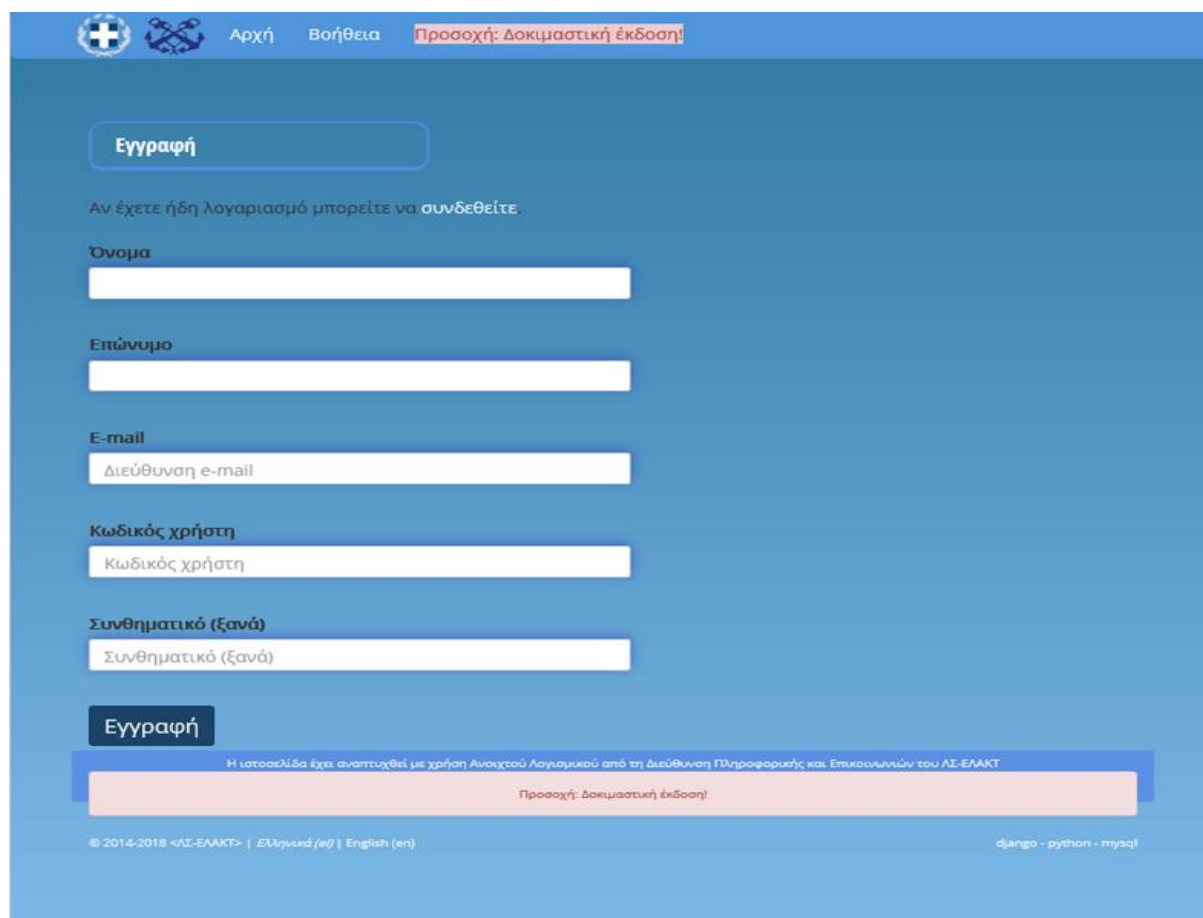 Αρχή Βοήθεια Προσοχή: Δοκιμαστική έκδοση!
Εγγραφή
Αν έχετε ήδη λογαριασμό μπορείτε να συνδεθείτε.
Όνομα
Επώνυμο
E-mail
Διεύθυνση e-mail
Κωδικός χρήστη
Κωδικός χρήστη
Συνθηματικό (ξανά)
Συνθηματικό (ξανά)
Εγγραφή
Η ιστοσελίδα έχει αναπτυχθεί με χρήση Ανοιχτού Λογισμικού από τη Διεύθυνση Πληροφορικής και Επικοινωνιών του ΛΣ-ΕΛΑΚΤ
Προσοχή: Δοκιμαστική έκδοση!
© 2014-2018 <ΛΣ-ΕΛΑΚΤ> | Ελληνικά (el) | English (en) django - python - mysql